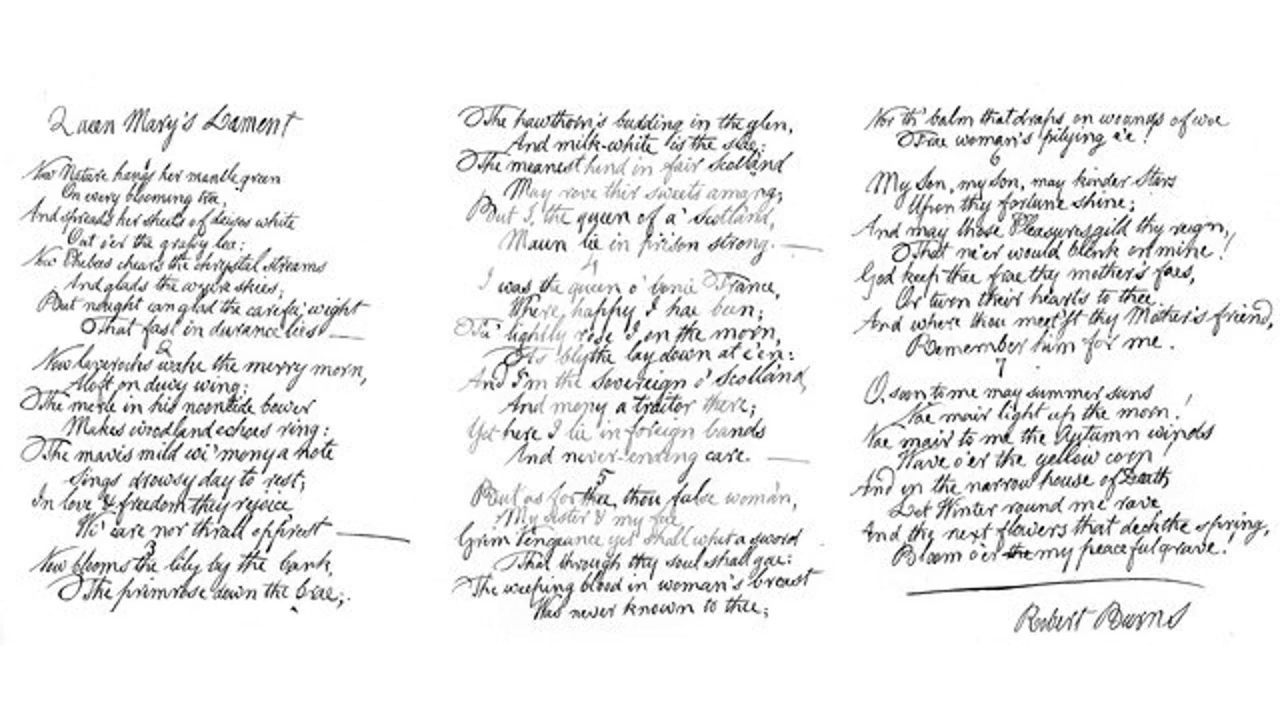 Queen Mary's Lament
1
Now Nature hangs her mantle green
On every blooming tree,
And spreads her sheets of daises white
Out o'er the grassy lea:
Now Phebus chears the chrystal streams
And glads the azure skies;
But nought can glad the careful wight
That fast in durance lies —
2
Now laverocks wake the merry morn,
Aloft on dewy wing;
The merle in his noontide bower
Makes woodland echoes ring:
The mavis mild wi' mony a note
Sings drowsy day to rest;
In love & freedom they rejoice
Wi' care nor thrall opprest —
3
Now blooms the lily by the bank,
The primrose down the brae;
The hawthorn's budding in the glen,
And milk-white is the slae:
The meanest hind in fair Scotland
May rove their sweets amang;
But I, the queen of a' Scotland,
Maun lie in prison strong. —
4
I was the queen o' bonie France,
Where happy I hae been;
Fu' lightly rose I on the morn,
As blythe lay down at e'en:
And I'm the Sovereign o' Scotland,
And mony a traitor there;
Yet here I lie in foreign bands
And never-ending care. —
5
But as for thee, thou false woman,
My sister & my fae,
Grim Vengeance yet shall whet a sword
That through thy soul shall gae:
The weeping blood in woman's breast
Was never known to thee;
Nor th' balm that draps on wounds of woe
Frae woman's pitying e'e!
6
My Son, my son, may kinder Stars
Upon thy fortune shine;
And may those Pleasures gild thy reign,
That ne'er would blenk on mine!
God keep thee frae thy mother's faes,
Or turn their hearts to thee:
And where thou meet'st thy Mother's friend,
Remember him for me.
7
O, soon to me may summer suns
Nae mair light up the morn!
Nae mair to me the Autumn winds
Wave o'er the yellow corn!
And in the narrow house of Death
Let Winter round me rave,
And the next flowers that deck the spring,
Bloom o'er the my peaceful grave!
Robert Burns